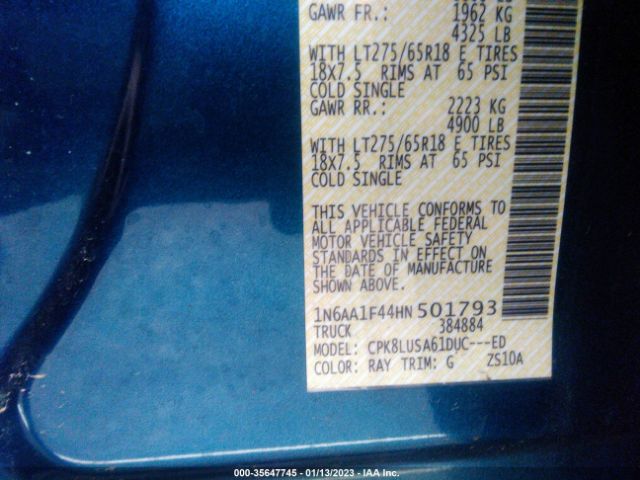 GAWR FR.: 1962 KG
4325 LB
WITH LT275/65R18 E TIRES
18X7.5 RIMS AT 65 PSI
COLD SINGLE
GAWR RR.: 2223 KG
4900 LB
WITH LT275/65R18 E TIRES
18X7.5 RIMS AT 65 PSI
COLD SINGLE
THIS VEHICLE CONFORMS TO
ALL APPLICABLE FEDERAL
MOTOR VEHICLE SAFETY
STANDARDS IN EFFECT ON
THE DATE OF MANUFACTURE
SHOWN ABOVE.
1N6AA1F44HN501793
TRUCK 384884
MODEL: CPK8LUSA61DUC---ED
COLOR: RAY TRIM: G ZS10A
000-35647745 - 01/13/2023 - IAA Inc.